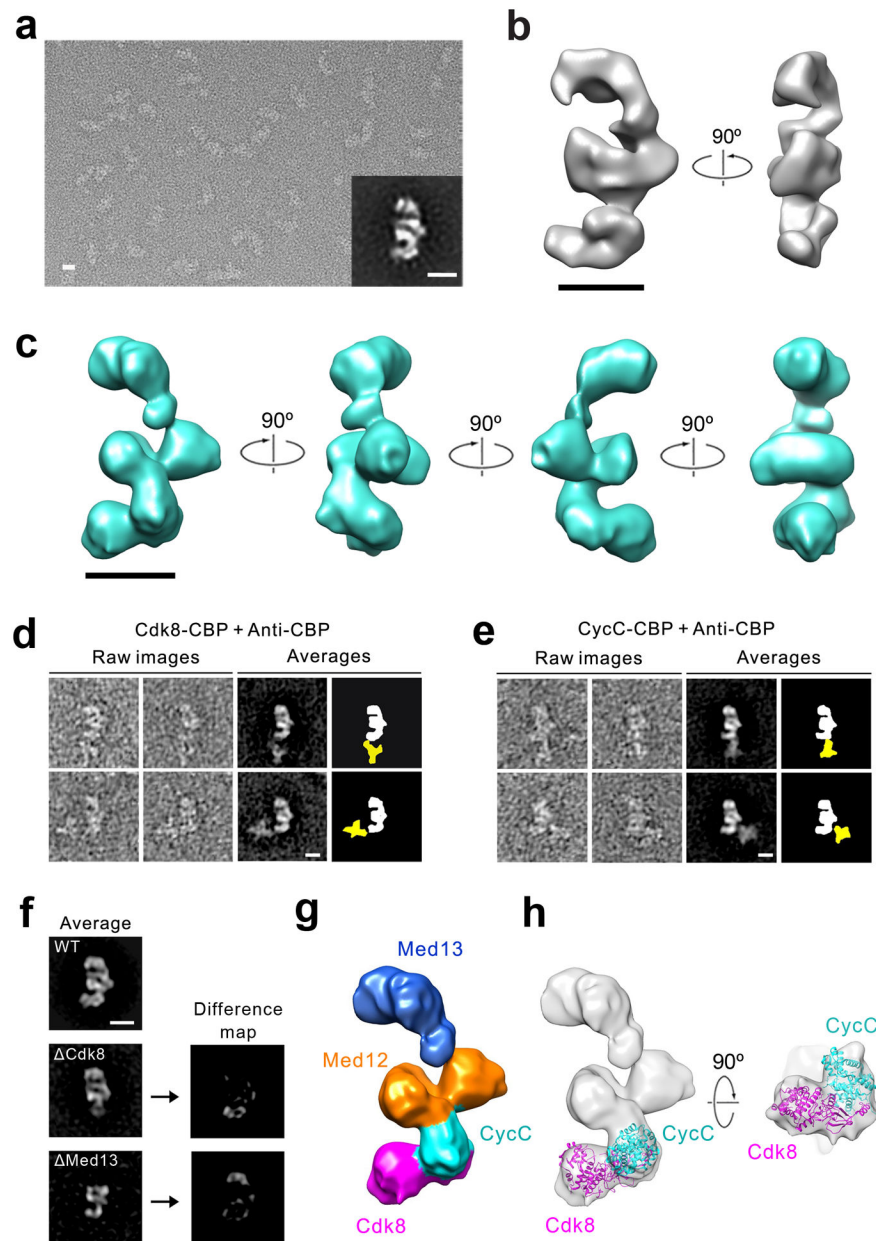 a
b
90º
c
90º
90º
90º
d
Cdk8-CBP + Anti-CBP
Raw images
Averages
e
CycC-CBP + Anti-CBP
Raw images
Averages
f
Average
WT
Difference
map
ΔCdk8
ΔMed13
g
Med13
Med12
CycC
Cdk8
h
CycC
Cdk8
90º
CycC
Cdk8